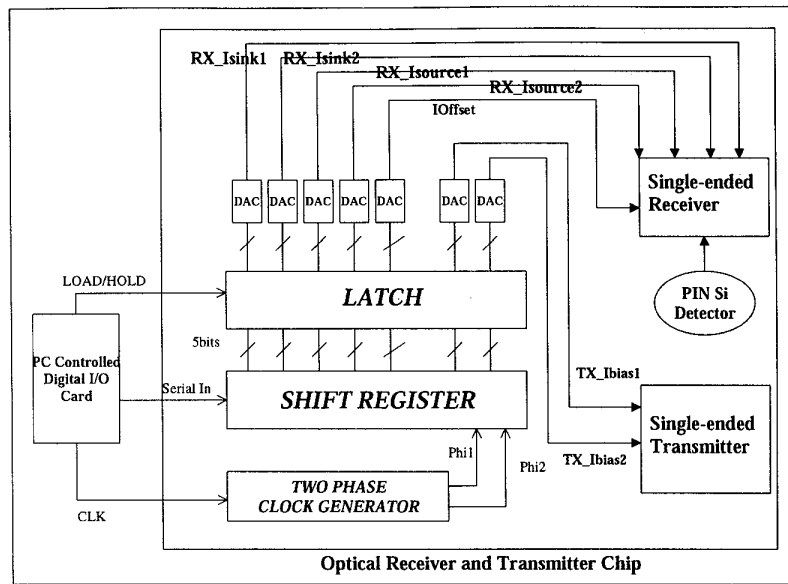 RX_Isink1
RX_Isink2
RX_Isource1
RX_Isource2
IOffset
DAC
DAC
DAC
DAC
DAC
DAC
DAC
Single-ended
Receiver
LOAD/HOLD
LATCH
PIN Si
Detector
5bits
PC Controlled
Digital I/O
Card
Serial In
SHIFT REGISTER
TX_Ibias1
Single-ended
Transmitter
Phi1
Phi2
TX_Ibias2
TWO PHASE
CLOCK GENERATOR
CLK
Optical Receiver and Transmitter Chip